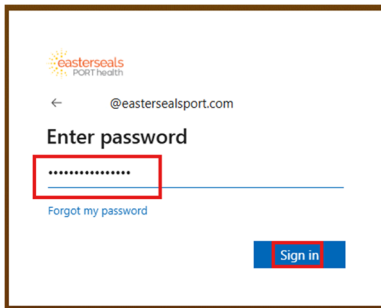 easterseals
PORT health
← @eastersealsport.com
Enter password
••••••••••••••••
Forgot my password
Sign in